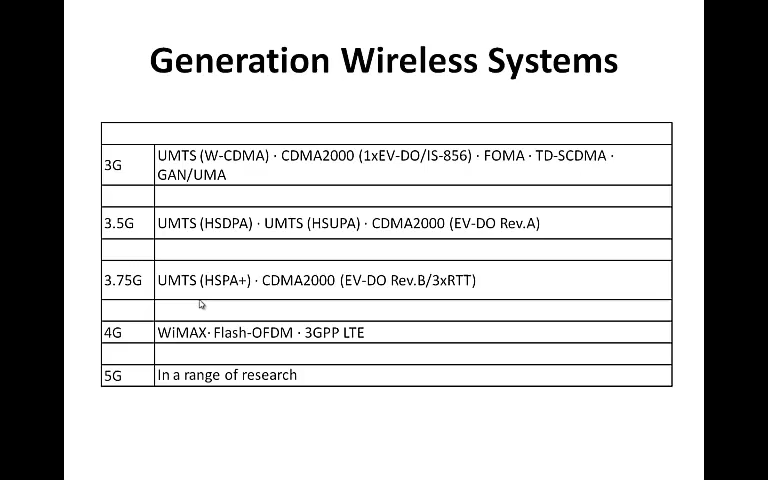 Generation Wireless Systems
3G
UMTS (W-CDMA) · CDMA2000 (1xEV-DO/IS-856) · FOMA · TD-SCDMA ·
GAN/UMA
3.5G
UMTS (HSDPA) · UMTS (HSUPA) · CDMA2000 (EV-DO Rev.A)
3.75G
UMTS (HSPA+) · CDMA2000 (EV-DO Rev.B/3xRTT)
4G
WiMAX· Flash-OFDM · 3GPP LTE
5G
In a range of research